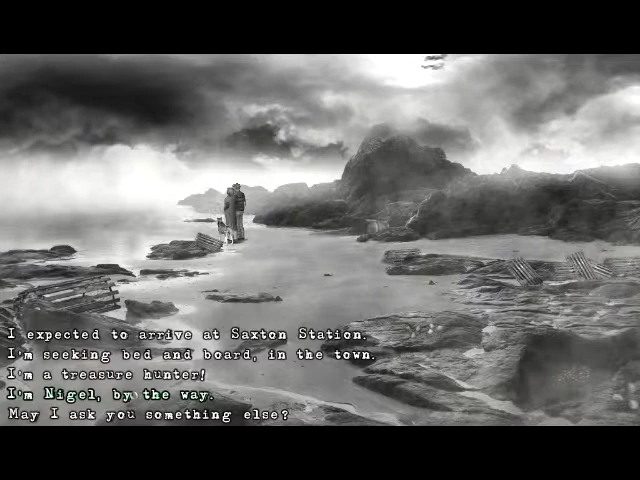 I expected to arrive at Saxton Station.
I'm seeking bed and board, in the town.
I'm a treasure hunter!
I'm Nigel, by the way.
May I ask you something else?